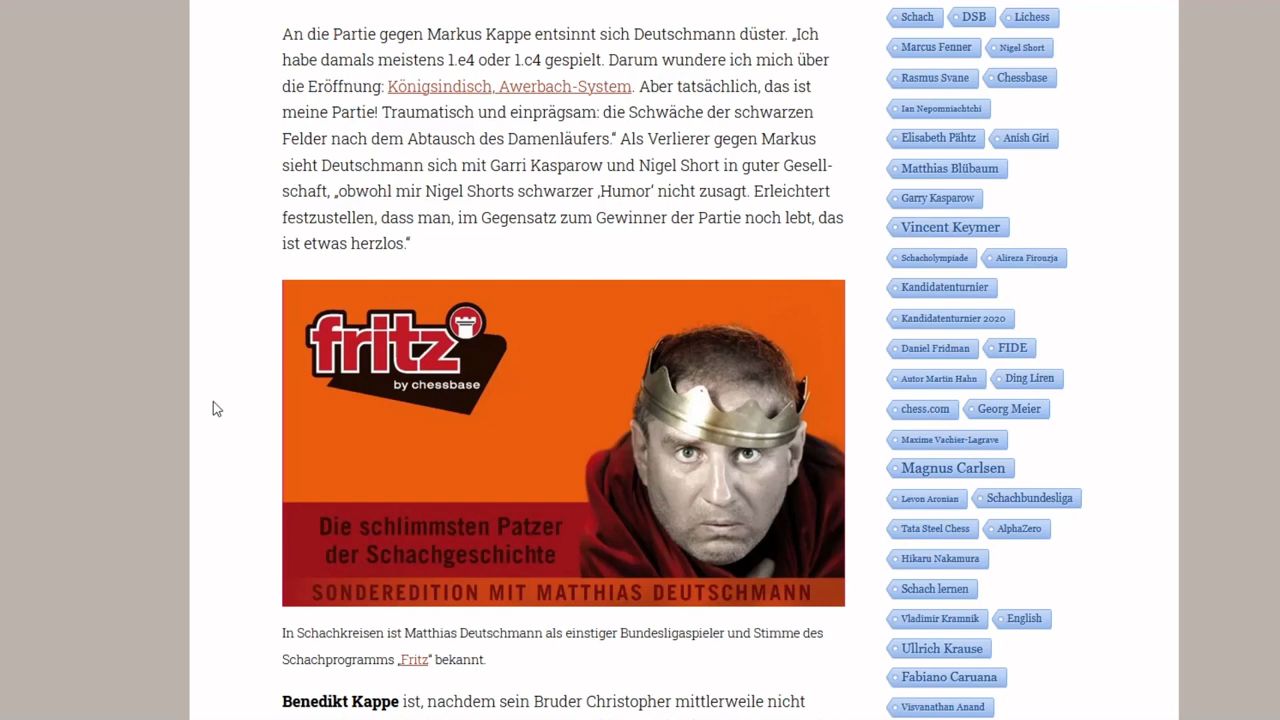 An die Partie gegen Markus Kappe entsinnt sich Deutschmann düster. „Ich
habe damals meistens 1.e4 oder 1.c4 gespielt. Darum wundere ich mich über
die Eröffnung: Königsindisch, Awerbach-System. Aber tatsächlich, das ist
meine Partie! Traumatisch und einprägsam: die Schwäche der schwarzen
Felder nach dem Abtausch des Damenläufers.“ Als Verlierer gegen Markus
sieht Deutschmann sich mit Garri Kasparow und Nigel Short in guter Gesell-
schaft, „obwohl mir Nigel Shorts schwarzer ‚Humor‘ nicht zusagt. Erleichtert
festzustellen, dass man, im Gegensatz zum Gewinner der Partie noch lebt, das
ist etwas herzlos.“
fritz
by chessbase
Die schlimmsten Patzer
der Schachgeschichte
SONDEREDITION MIT MATTHIAS DEUTSCHMANN
In Schachkreisen ist Matthias Deutschmann als einstiger Bundesligaspieler und Stimme des
Schachprogramms „Fritz“ bekannt.
Benedikt Kappe ist, nachdem sein Bruder Christopher mittlerweile nicht
Schach DSB Lichess
Marcus Fenner Nigel Short
Rasmus Svane Chessbase
Ian Nepomniachtchi
Elisabeth Pähtz Anish Giri
Matthias Blübaum
Garry Kasparow
Vincent Keymer
Schacholympiade Alireza Firouzja
Kandidatenturnier
Kandidatenturnier 2020
Daniel Fridman FIDE
Autor Martin Hahn Ding Liren
chess.com Georg Meier
Maxime Vachier-Lagrave
Magnus Carlsen
Levon Aronian Schachbundesliga
Tata Steel Chess AlphaZero
Hikaru Nakamura
Schach lernen
Vladimir Kramnik English
Ullrich Krause
Fabiano Caruana
Visvanathan Anand